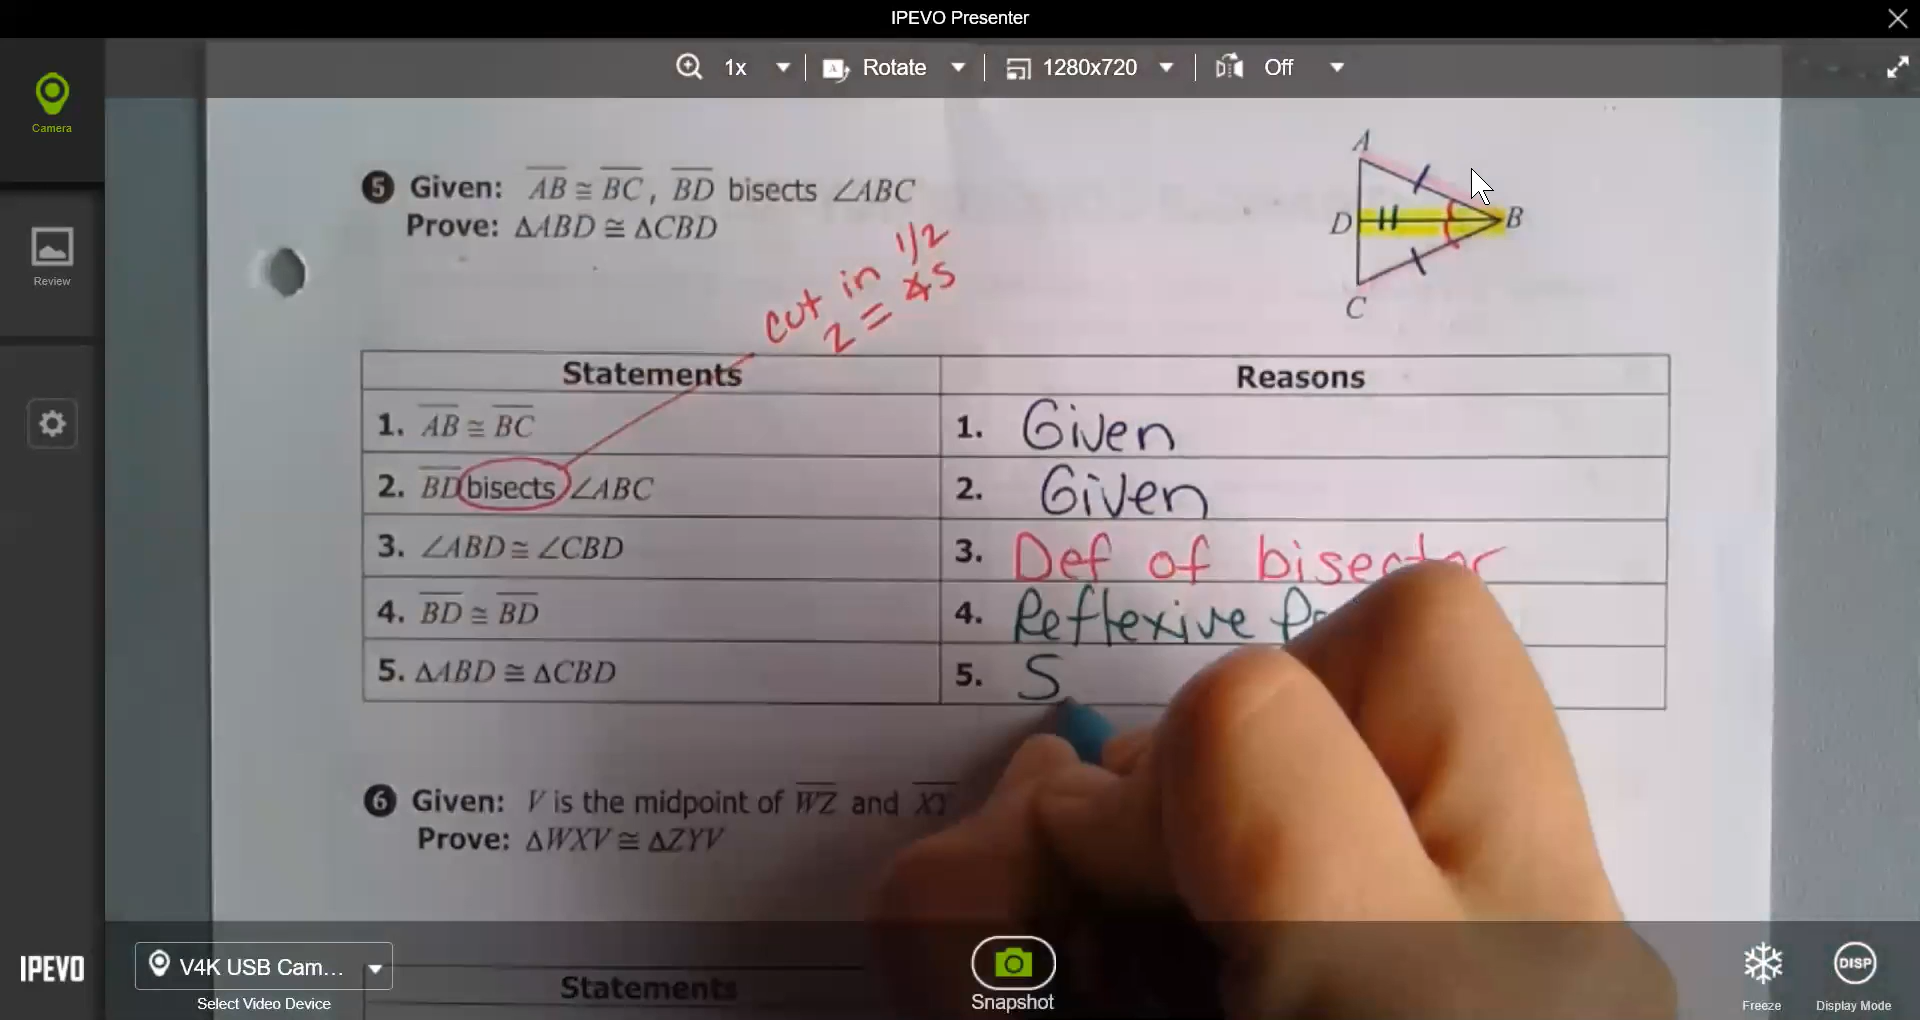 IPEVO Presenter
1x Rotate 1280x720 Off
Camera
Review
5 Given: AB ≅ BC, BD bisects ∠ABC
Prove: ΔABD ≅ ΔCBD
A
D
B
C
cut in 1/2
2 = ∡s
Statements Reasons
1. AB ≅ BC 1. Given
2. BD bisects ∠ABC 2. Given
3. ∠ABD ≅ ∠CBD 3. Def of bisector
4. BD ≅ BD 4. Reflexive
5. ΔABD ≅ ΔCBD 5. S
6 Given: V is the midpoint of WZ and XY
Prove: ΔWXV ≅ ΔZYV
Statements
IPEVO
V4K USB Cam...
Select Video Device
Snapshot
Freeze
DISP
Display Mode